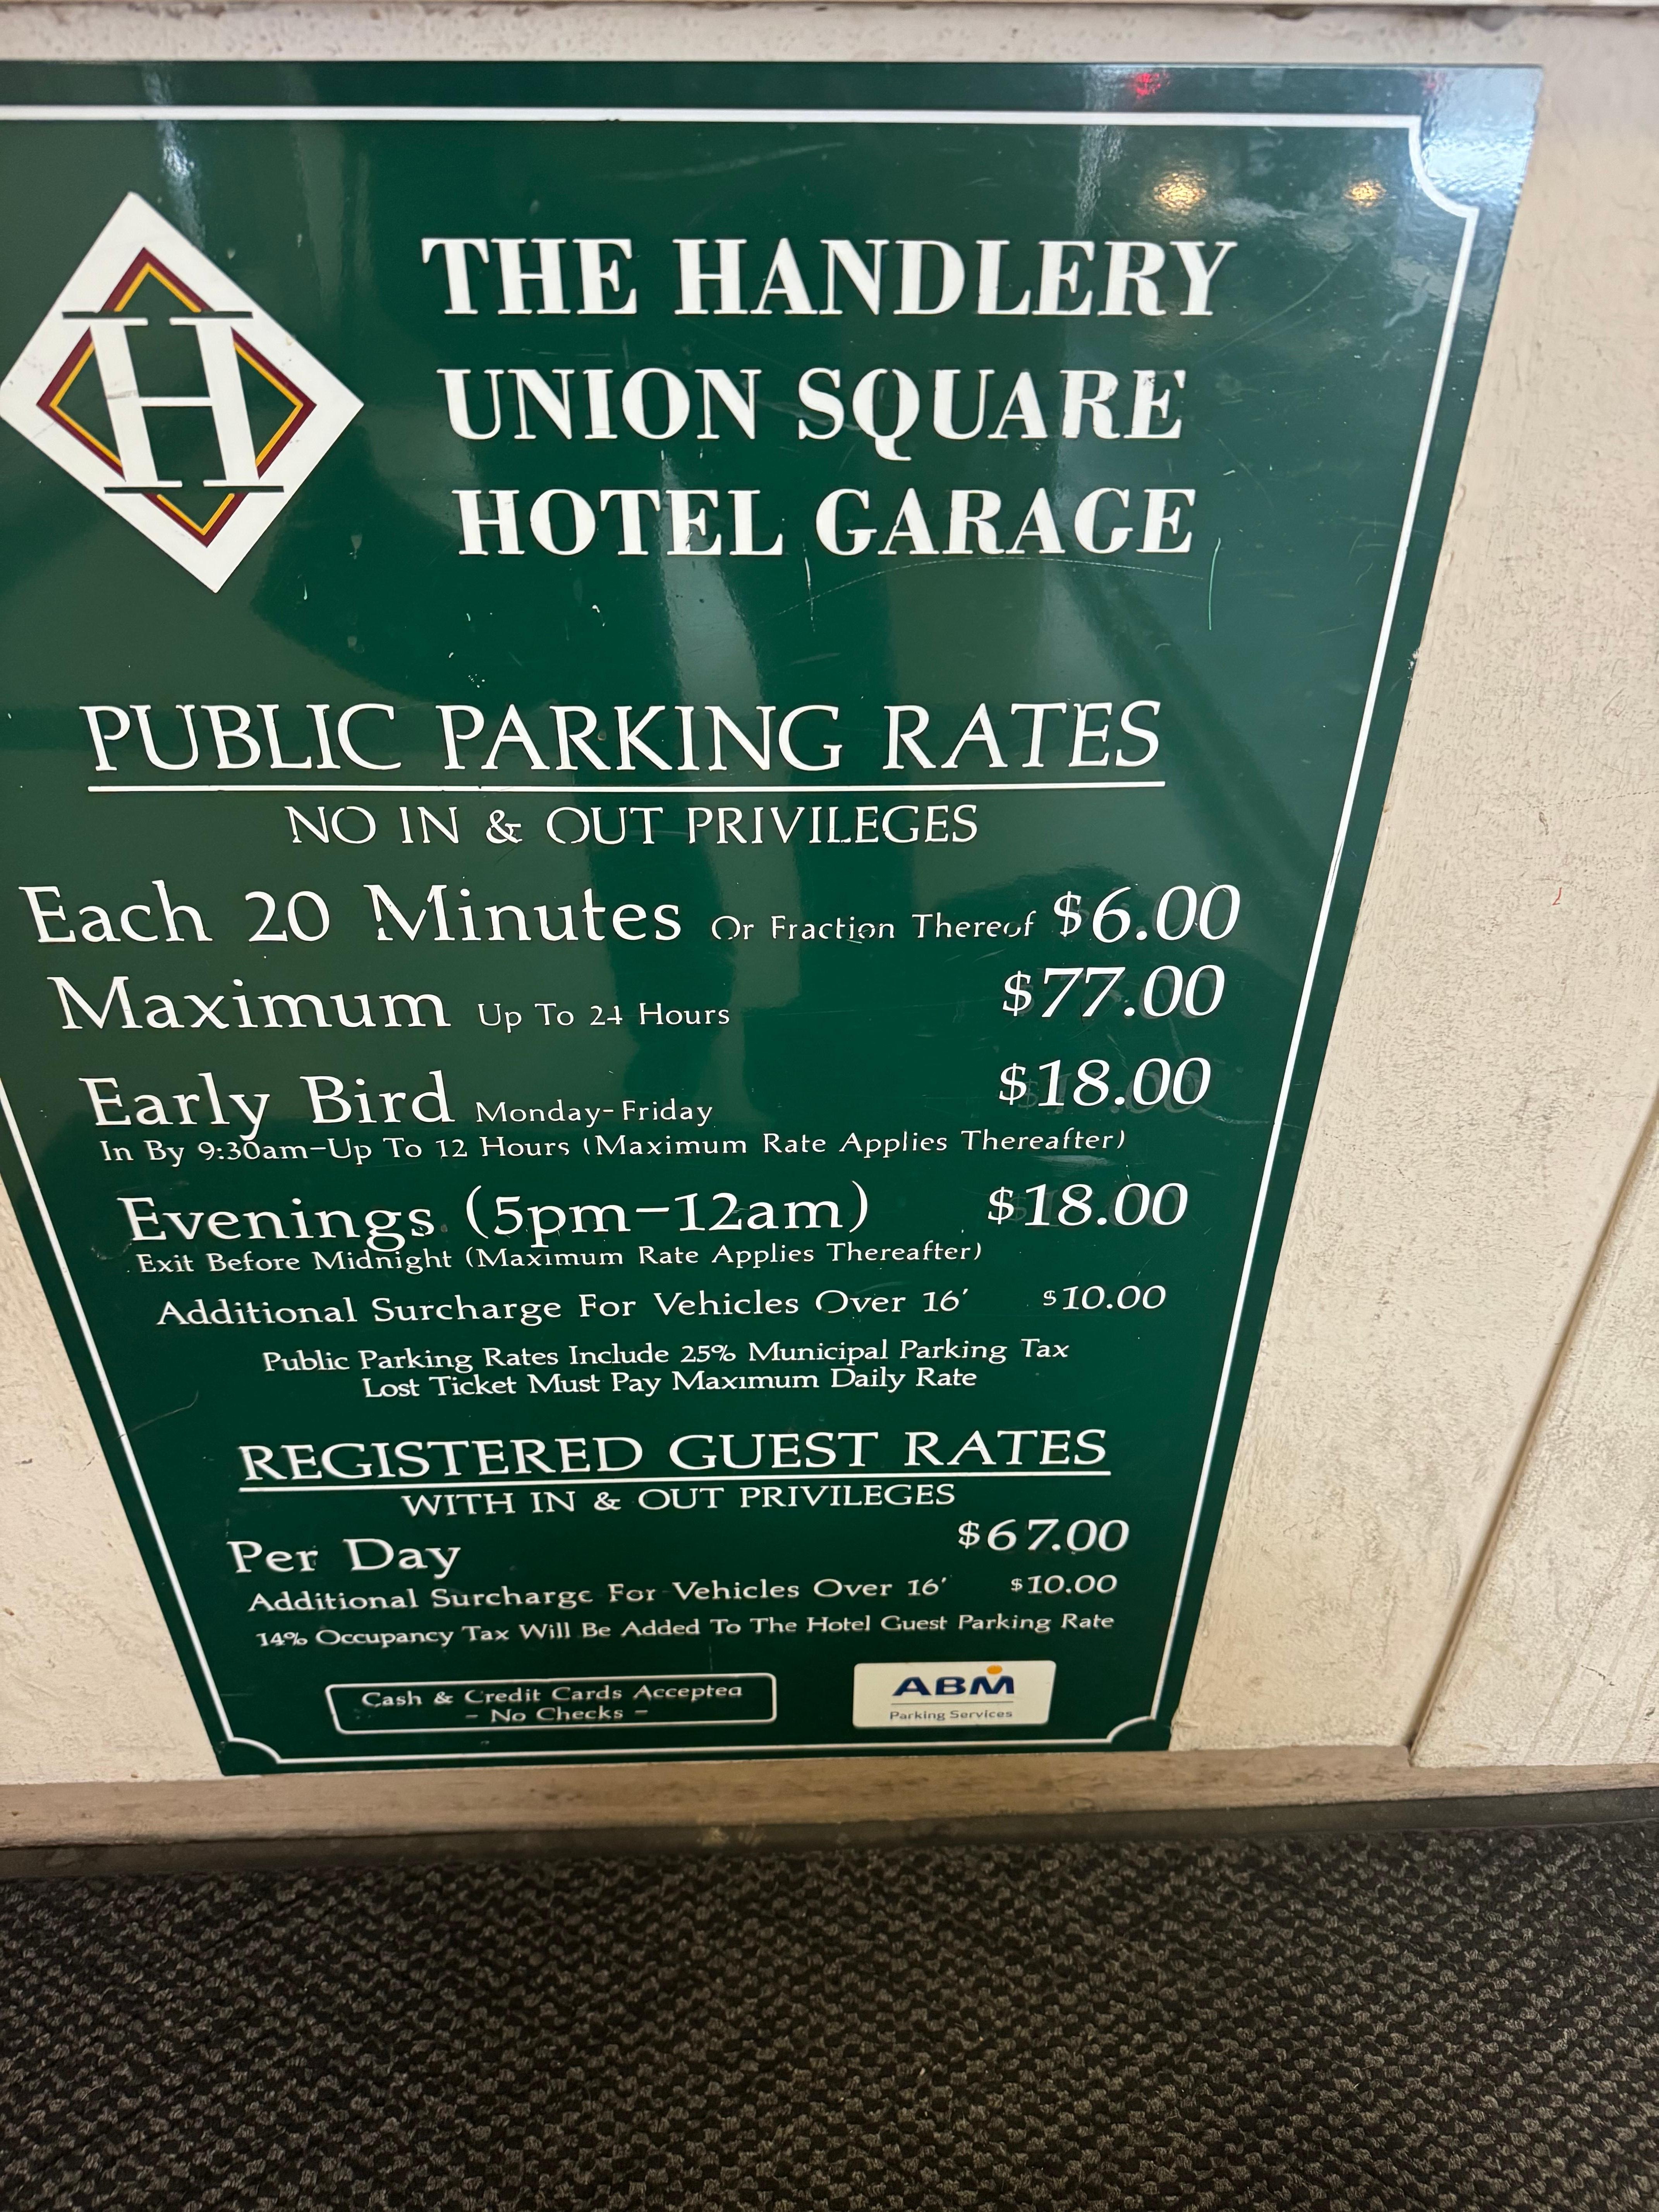 H
THE HANDLERY
UNION SQUARE
HOTEL GARAGE
PUBLIC PARKING RATES
NO IN & OUT PRIVILEGES
Each 20 Minutes Or Fraction Thereof $6.00
Maximum Up To 24 Hours $77.00
Early Bird Monday-Friday $18.00
In By 9:30am-Up To 12 Hours (Maximum Rate Applies Thereafter)
Evenings (5pm-12am) $18.00
Exit Before Midnight (Maximum Rate Applies Thereafter)
Additional Surcharge For Vehicles Over 16' $10.00
Public Parking Rates Include 25% Municipal Parking Tax
Lost Ticket Must Pay Maximum Daily Rate
REGISTERED GUEST RATES
WITH IN & OUT PRIVILEGES
Per Day $67.00
Additional Surcharge For Vehicles Over 16' $10.00
14% Occupancy Tax Will Be Added To The Hotel Guest Parking Rate
Cash & Credit Cards Accepted
- No Checks -
ABM
Parking Services